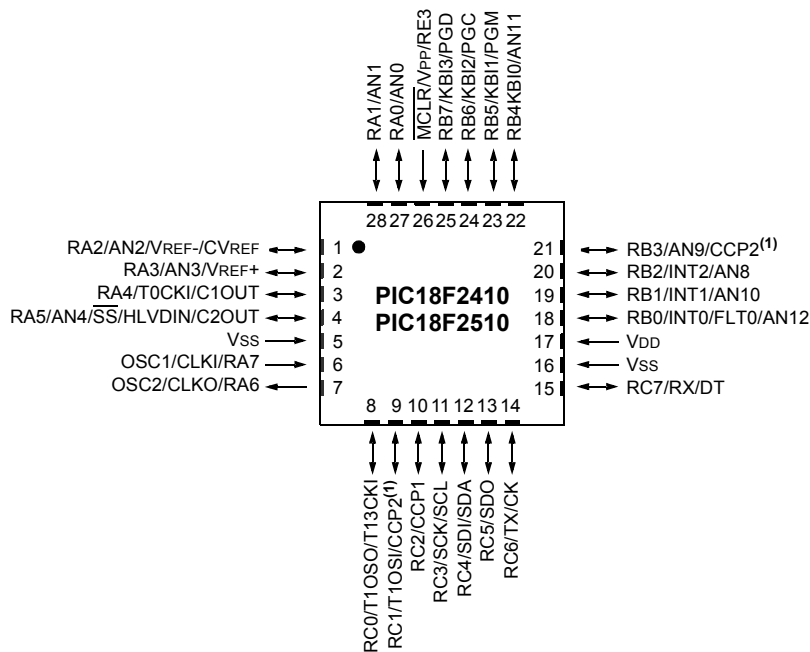 RA1/AN1
RA0/AN0
MCLR/VPP/RE3
RB7/KBI3/PGD
RB6/KBI2/PGC
RB5/KBI1/PGM
RB4KBI0/AN11
28 27 26 25 24 23 22
RA2/AN2/VREF-/CVREF
RA3/AN3/VREF+
RA4/T0CKI/C1OUT
RA5/AN4/SS/HLVDIN/C2OUT
VSS
OSC1/CLKI/RA7
OSC2/CLKO/RA6
1
2
3
4
5
6
7
PIC18F2410
PIC18F2510
21
20
19
18
17
16
15
RB3/AN9/CCP2(1)
RB2/INT2/AN8
RB1/INT1/AN10
RB0/INT0/FLT0/AN12
VDD
VSS
RC7/RX/DT
8 9 10 11 12 13 14
RC0/T1OSO/T13CKI
RC1/T1OSI/CCP2(1)
RC2/CCP1
RC3/SCK/SCL
RC4/SDI/SDA
RC5/SDO
RC6/TX/CK